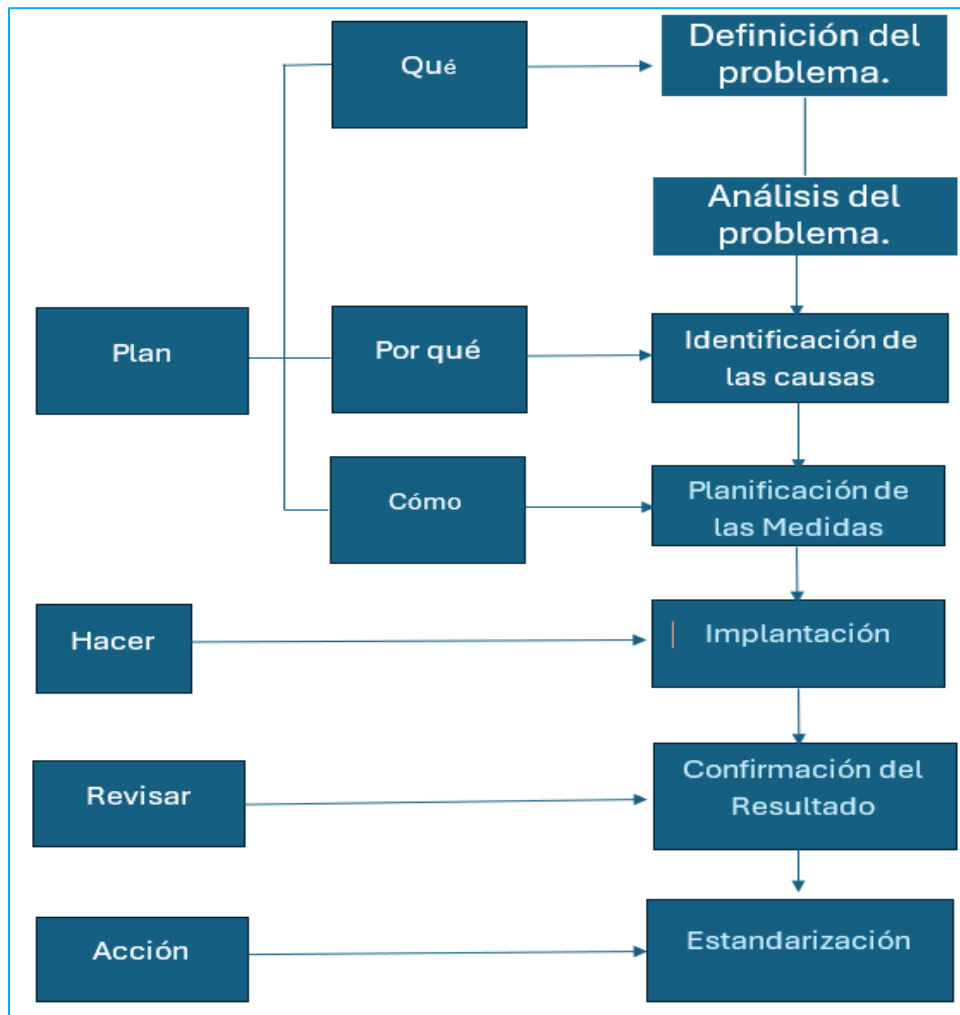 Qué
Definición del
problema.
Análisis del
problema.
Plan
Por qué
Identificación de
las causas
Cómo
Planificación de
las Medidas
Hacer
Implantación
Revisar
Confirmación del
Resultado
Acción
Estandarización